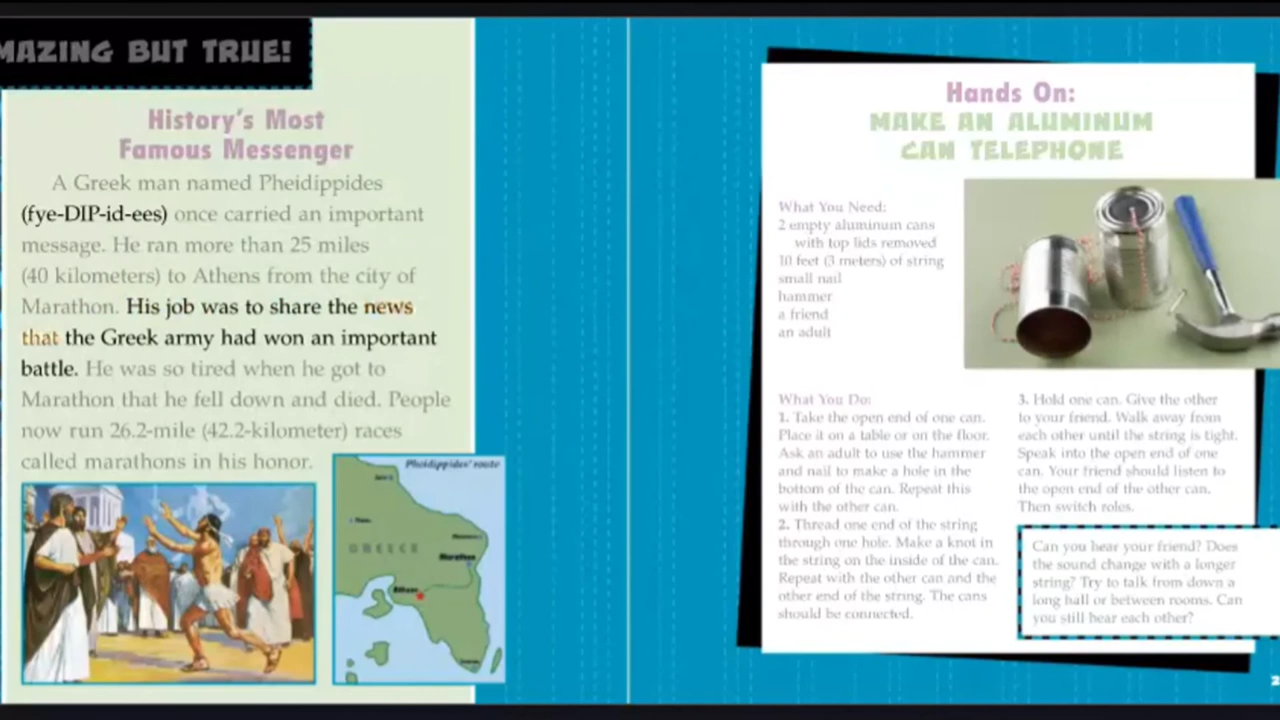 MAZING BUT TRUE!
History's Most
Famous Messenger
A Greek man named Pheidippides
(fye-DIP-id-ees) once carried an important
message. He ran more than 25 miles
(40 kilometers) to Athens from the city of
Marathon. His job was to share the news
that the Greek army had won an important
battle. He was so tired when he got to
Marathon that he fell down and died. People
now run 26.2-mile (42.2-kilometer) races
called marathons in his honor.
Pheidippides' route
GREECE
Marathon
Athens
Hands On:
MAKE AN ALUMINUM
CAN TELEPHONE
What You Need:
2 empty aluminum cans
with top lids removed
10 feet (3 meters) of string
small nail
hammer
a friend
an adult
What You Do:
1. Take the open end of one can.
Place it on a table or on the floor.
Ask an adult to use the hammer
and nail to make a hole in the
bottom of the can. Repeat this
with the other can.
2. Thread one end of the string
through one hole. Make a knot in
the string on the inside of the can.
Repeat with the other can and the
other end of the string. The cans
should be connected.
3. Hold one can. Give the other
to your friend. Walk away from
each other until the string is tight.
Speak into the open end of one
can. Your friend should listen to
the open end of the other can.
Then switch roles.
Can you hear your friend? Does
the sound change with a longer
string? Try to talk from down a
long hall or between rooms. Can
you still hear each other?
2